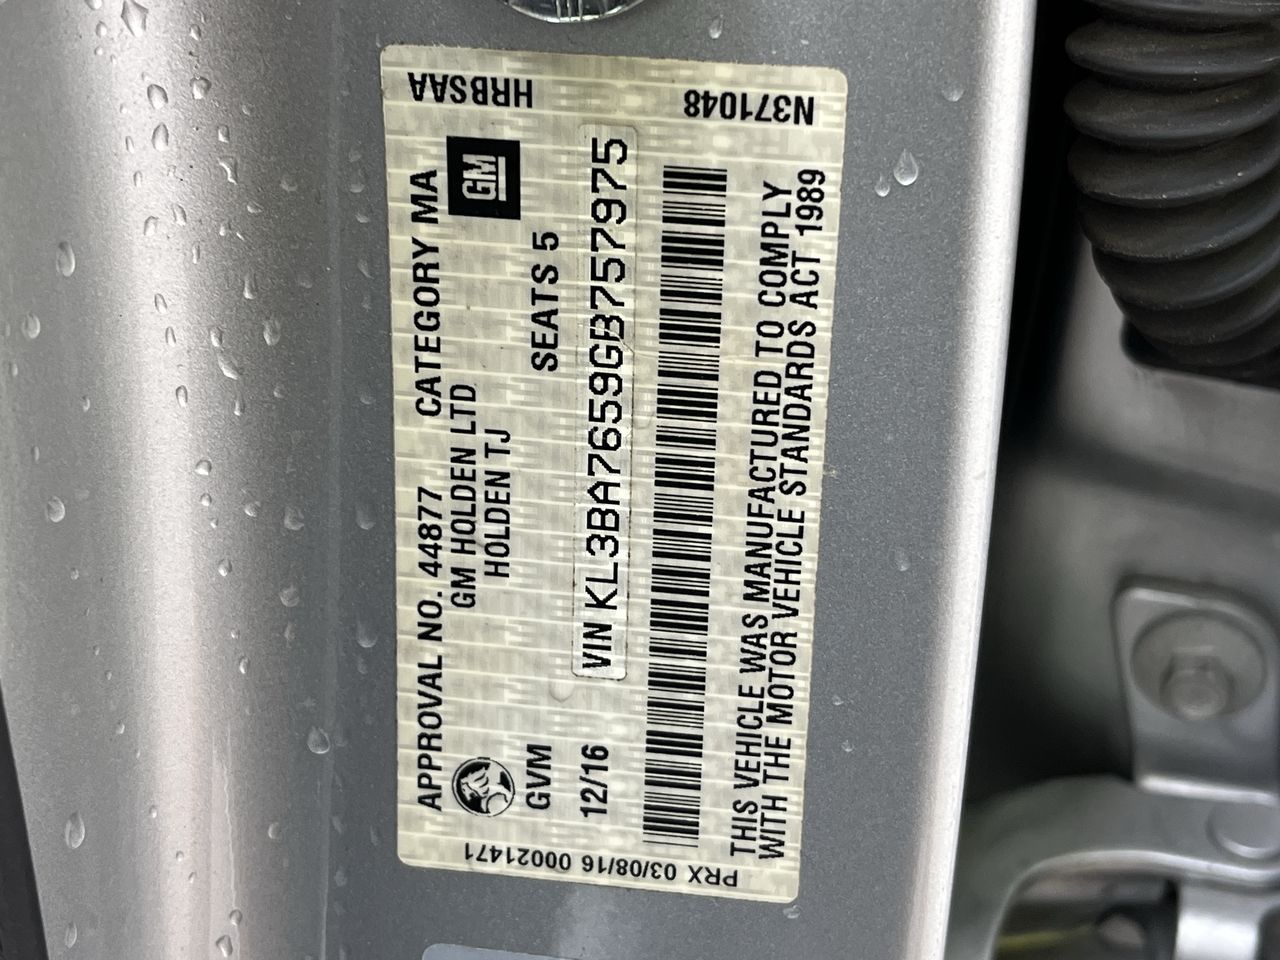 APPROVAL NO. 44877 CATEGORY MA
GM HOLDEN LTD
HOLDEN TJ
GM
GVM SEATS 5
12/16 VIN KL3BA7659GB757975
THIS VEHICLE WAS MANUFACTURED TO COMPLY
WITH THE MOTOR VEHICLE STANDARDS ACT 1989
HRBSAA N371048
PRX 03/08/16 00021471